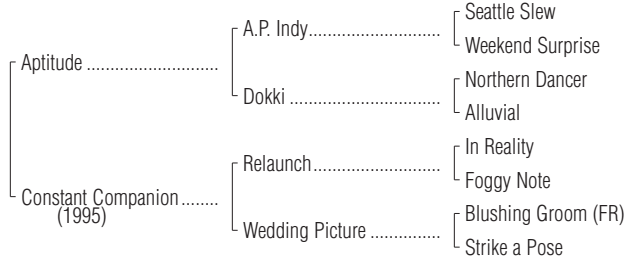 Seattle Slew
A.P. Indy..............................
Weekend Surprise
Aptitude ..............................
Northern Dancer
Dokki ..................................
Alluvial
In Reality
Relaunch.............................
Foggy Note
Constant Companion........
(1995)
Blushing Groom (FR)
Wedding Picture ................
Strike a Pose